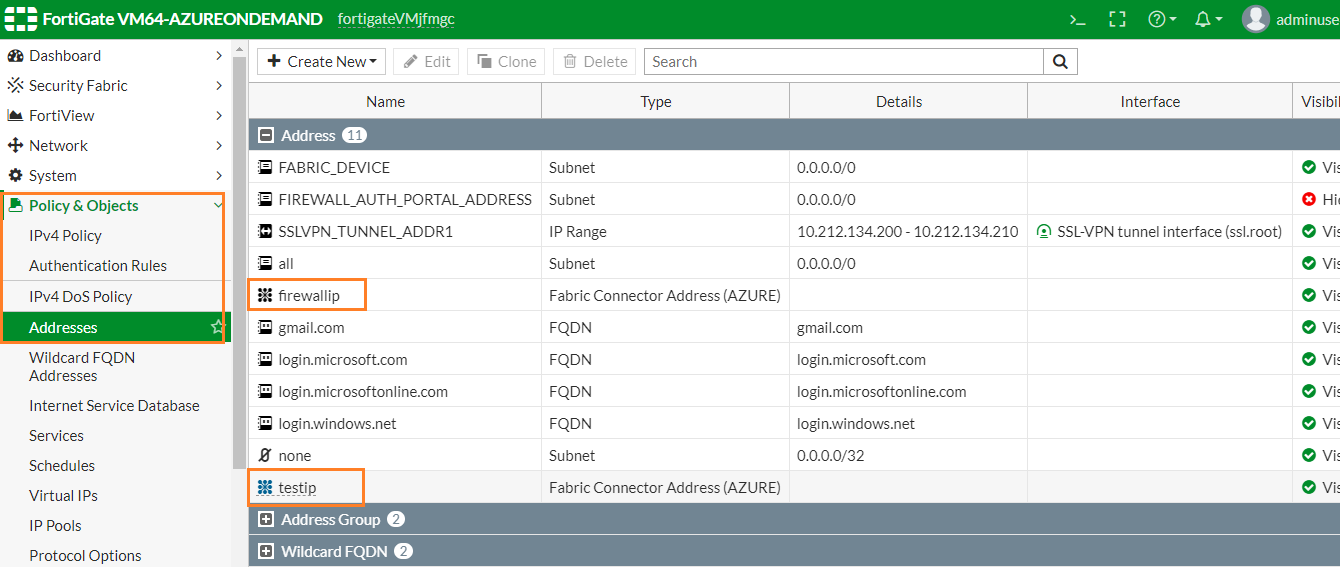 FortiGate VM64-AZUREONDEMAND fortigateVMjfmgc adminuse
Dashboard
Security Fabric
FortiView
Network
System
Policy & Objects
IPv4 Policy
Authentication Rules
IPv4 DoS Policy
Addresses
Wildcard FQDN
Addresses
Internet Service Database
Services
Schedules
Virtual IPs
IP Pools
Protocol Options
Create New Edit Clone Delete Search
Name Type Details Interface Visibil
Address 11
FABRIC_DEVICE Subnet 0.0.0.0/0 Vis
FIREWALL_AUTH_PORTAL_ADDRESS Subnet 0.0.0.0/0 Hid
SSLVPN_TUNNEL_ADDR1 IP Range 10.212.134.200 - 10.212.134.210 SSL-VPN tunnel interface (ssl.root) Vis
all Subnet 0.0.0.0/0 Vis
firewallip Fabric Connector Address (AZURE) Vis
gmail.com FQDN gmail.com Vis
login.microsoft.com FQDN login.microsoft.com Vis
login.microsoftonline.com FQDN login.microsoftonline.com Vis
login.windows.net FQDN login.windows.net Vis
none Subnet 0.0.0.0/32 Vis
testip Fabric Connector Address (AZURE) Vis
Address Group 2
Wildcard FQDN 2